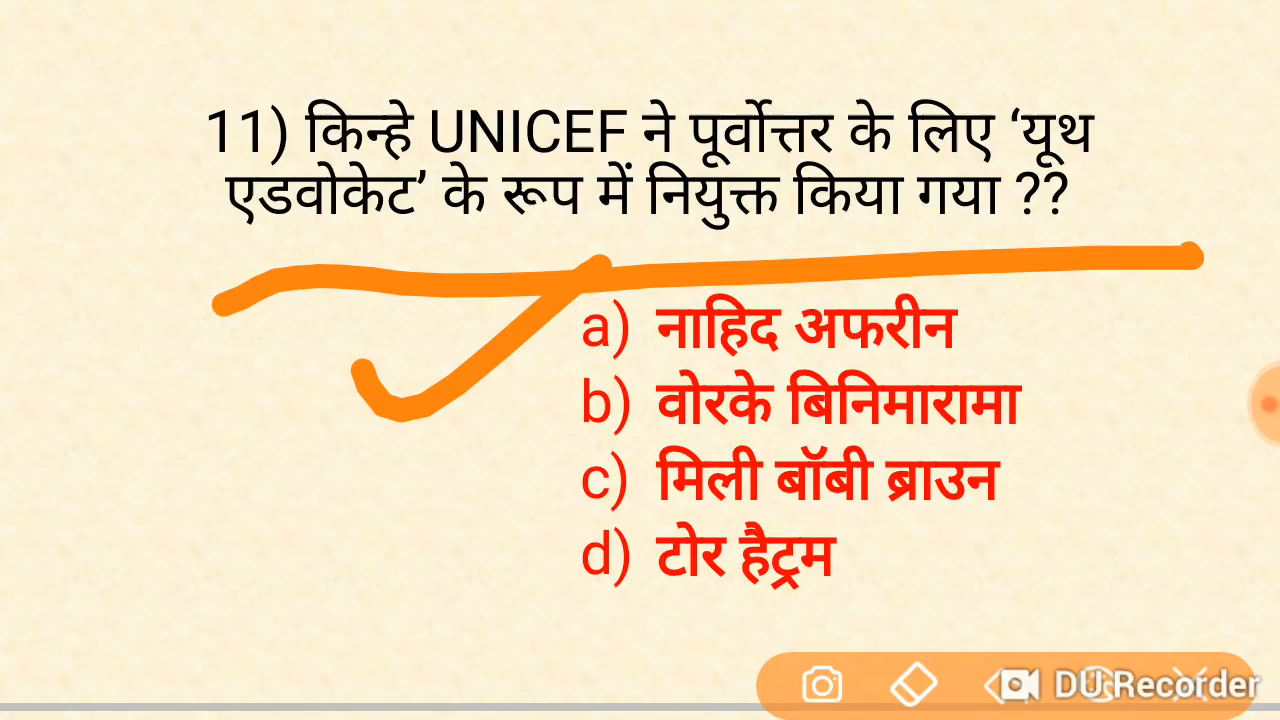 11) किन्हे UNICEF ने पूर्वोत्तर के लिए ‘यूथ
एडवोकेट’ के रूप में नियुक्त किया गया ??
a) नाहिद अफरीन
b) वोरके बिनिमारामा
c) मिली बॉबी ब्राउन
d) टोर हैट्रम
DU Recorder